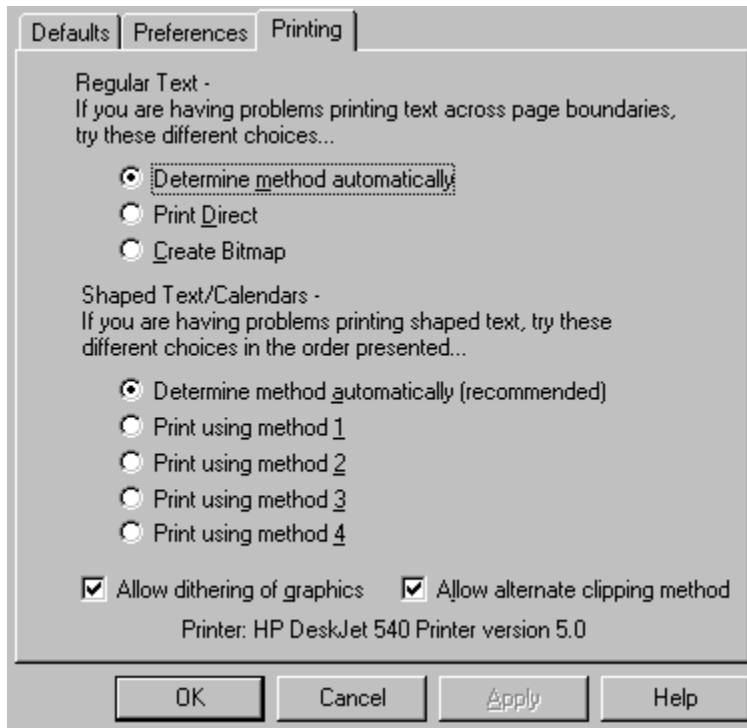 Defaults Preferences Printing
Regular Text -
If you are having problems printing text across page boundaries,
try these different choices...
Determine method automatically
Print Direct
Create Bitmap
Shaped Text/Calendars -
If you are having problems printing shaped text, try these
different choices in the order presented...
Determine method automatically (recommended)
Print using method 1
Print using method 2
Print using method 3
Print using method 4
Allow dithering of graphics Allow alternate clipping method
Printer: HP DeskJet 540 Printer version 5.0
OK Cancel Apply Help